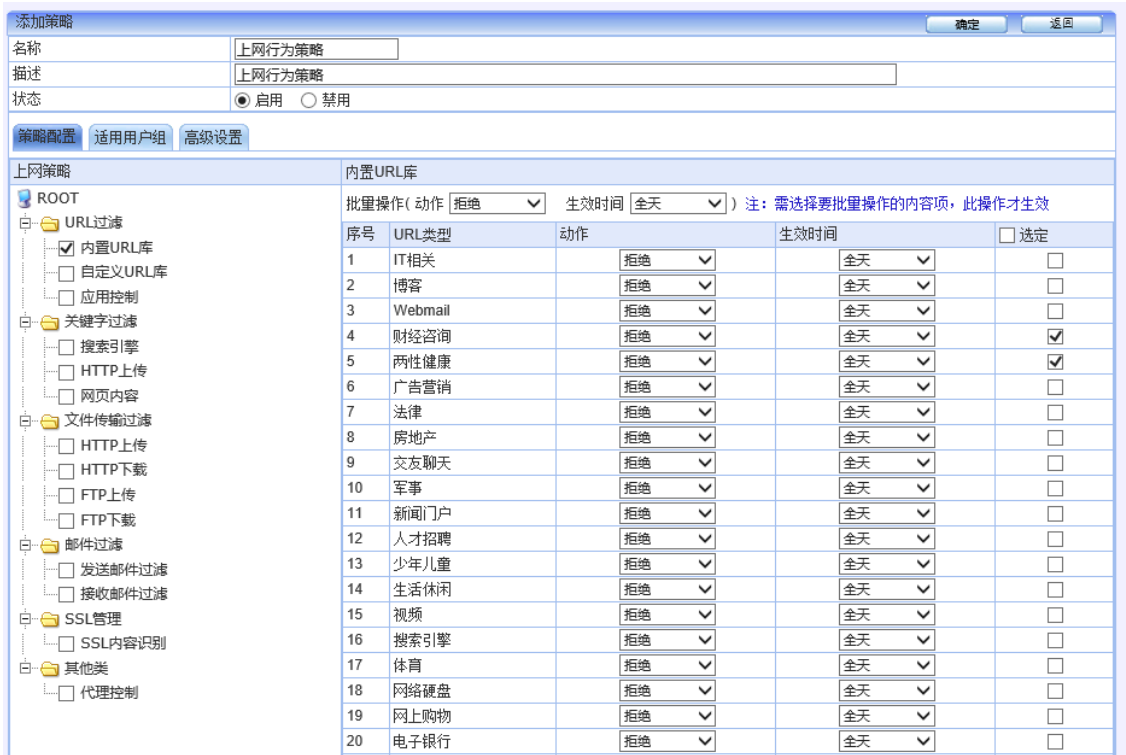 添加策略 确定 返回
名称 上网行为策略
描述 上网行为策略
状态 启用 禁用
策略配置 适用用户组 高级设置
上网策略
ROOT
URL过滤
内置URL库
自定义URL库
应用控制
关键字过滤
搜索引擎
HTTP上传
网页内容
文件传输过滤
HTTP上传
HTTP下载
FTP上传
FTP下载
邮件过滤
发送邮件过滤
接收邮件过滤
SSL管理
SSL内容识别
其他类
代理控制
内置URL库
批量操作( 动作 拒绝 生效时间 全天 ) 注: 需选择要批量操作的内容项，此操作才生效
序号 URL类型 动作 生效时间 选定
1 IT相关 拒绝 全天
2 博客 拒绝 全天
3 Webmail 拒绝 全天
4 财经咨询 拒绝 全天
5 两性健康 拒绝 全天
6 广告营销 拒绝 全天
7 法律 拒绝 全天
8 房地产 拒绝 全天
9 交友聊天 拒绝 全天
10 军事 拒绝 全天
11 新闻门户 拒绝 全天
12 人才招聘 拒绝 全天
13 少年儿童 拒绝 全天
14 生活休闲 拒绝 全天
15 视频 拒绝 全天
16 搜索引擎 拒绝 全天
17 体育 拒绝 全天
18 网络硬盘 拒绝 全天
19 网上购物 拒绝 全天
20 电子银行 拒绝 全天